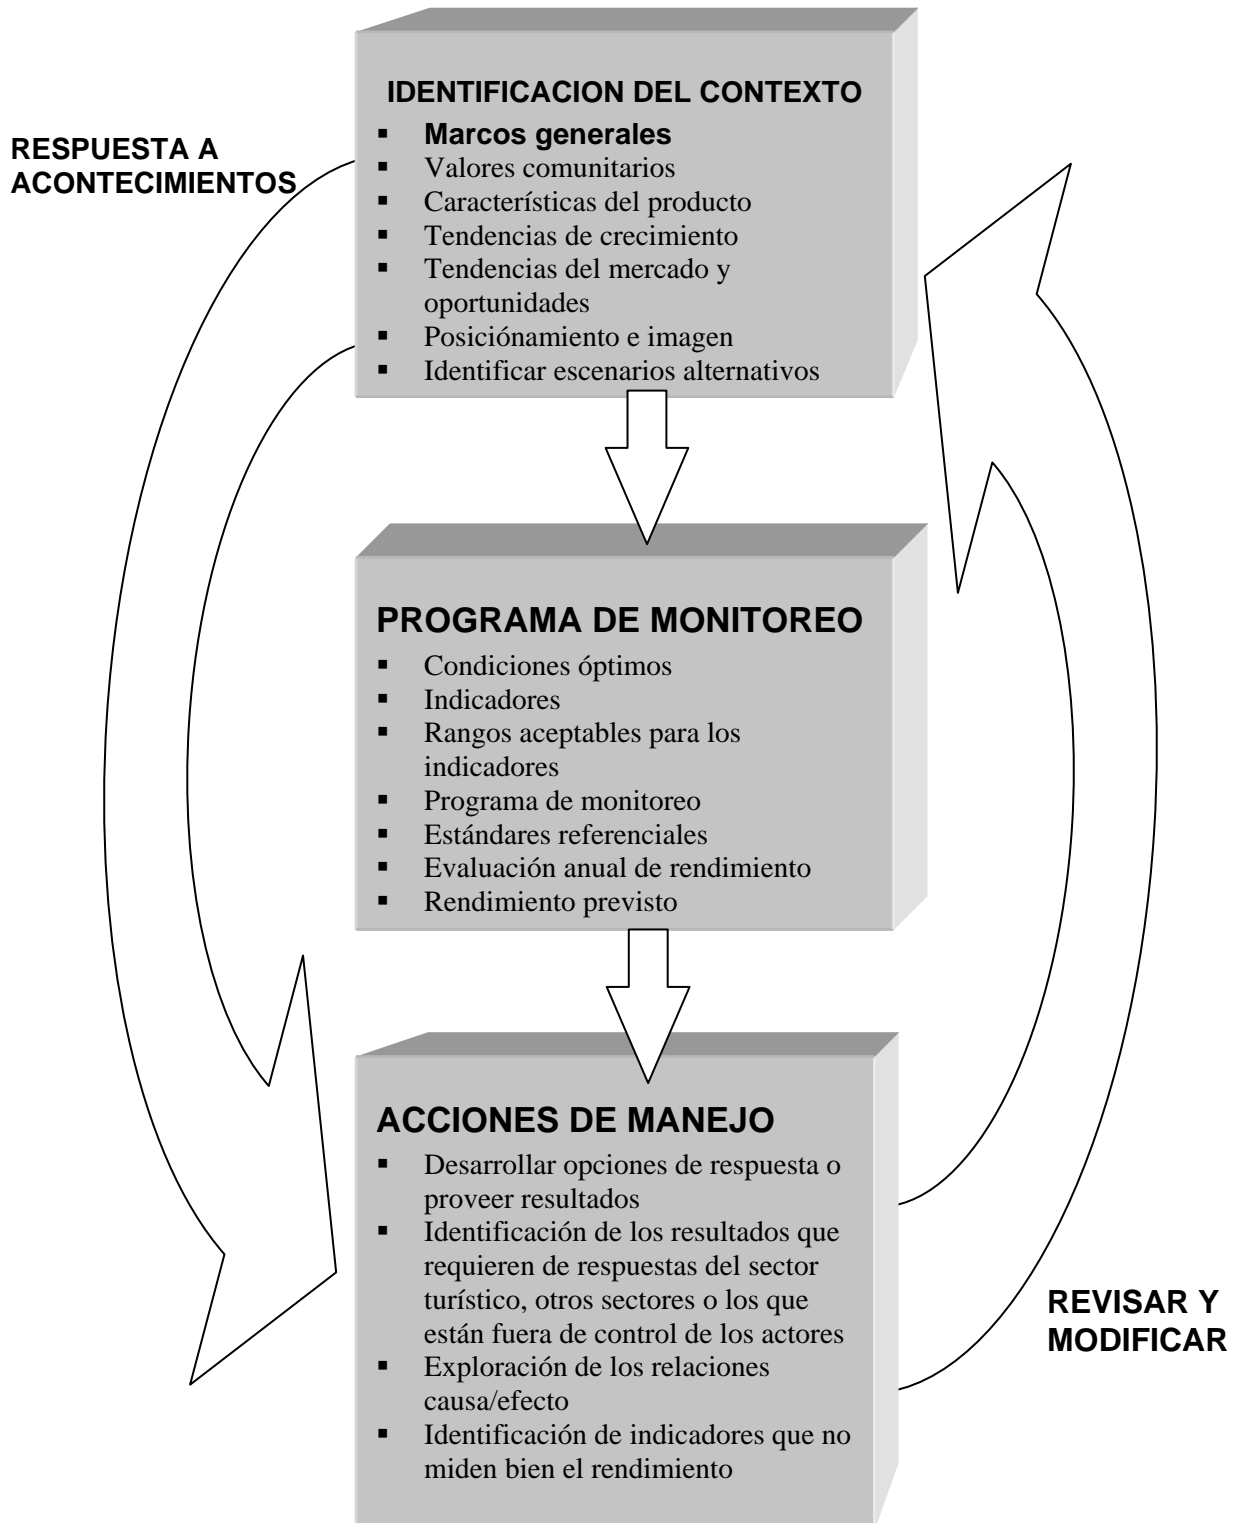 IDENTIFICACION DEL CONTEXTO
▪ Marcos generales
▪ Valores comunitarios
▪ Características del producto
▪ Tendencias de crecimiento
▪ Tendencias del mercado y
oportunidades
▪ Posiciónamiento e imagen
▪ Identificar escenarios alternativos
RESPUESTA A
ACONTECIMIENTOS
PROGRAMA DE MONITOREO
▪ Condiciones óptimos
▪ Indicadores
▪ Rangos aceptables para los
indicadores
▪ Programa de monitoreo
▪ Estándares referenciales
▪ Evaluación anual de rendimiento
▪ Rendimiento previsto
ACCIONES DE MANEJO
▪ Desarrollar opciones de respuesta o
proveer resultados
▪ Identificación de los resultados que
requieren de respuestas del sector
turístico, otros sectores o los que
están fuera de control de los actores
▪ Exploración de los relaciones
causa/efecto
▪ Identificación de indicadores que no
miden bien el rendimiento
REVISAR Y
MODIFICAR